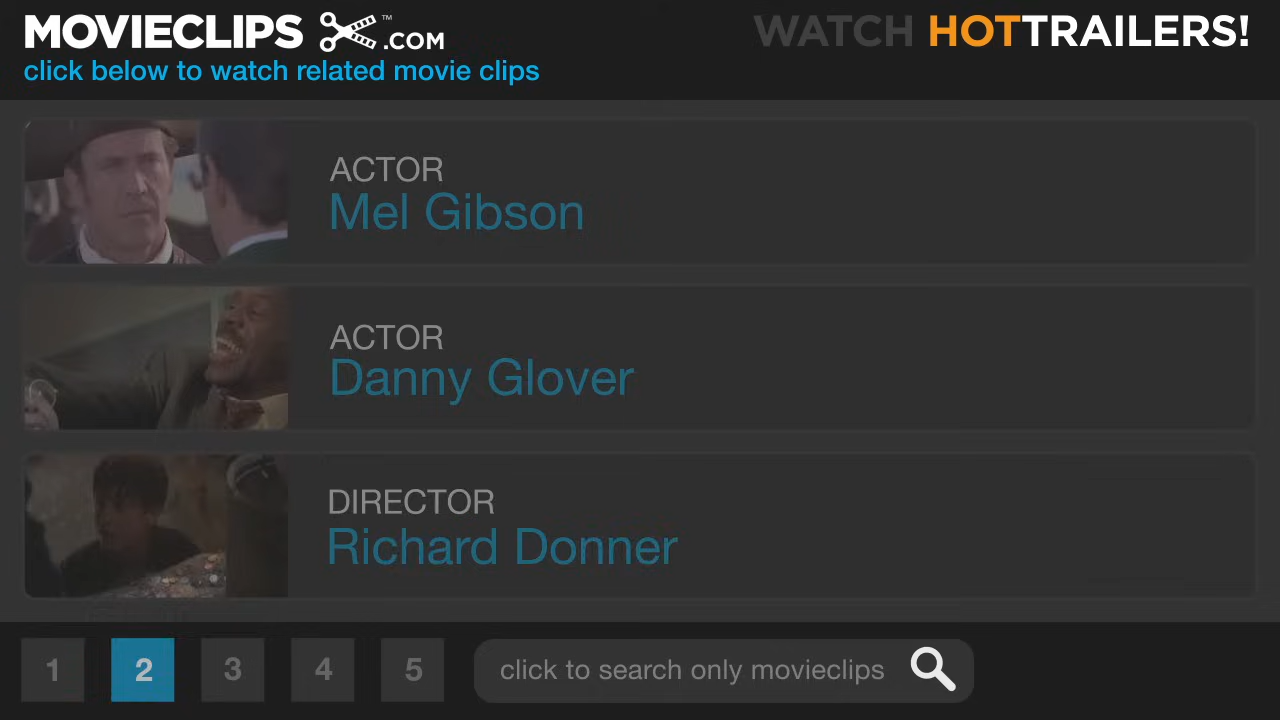 MOVIECLIPS ™ .COM
WATCH HOTTRAILERS!
click below to watch related movie clips
ACTOR
Mel Gibson
ACTOR
Danny Glover
DIRECTOR
Richard Donner
1 2 3 4 5 click to search only movieclips